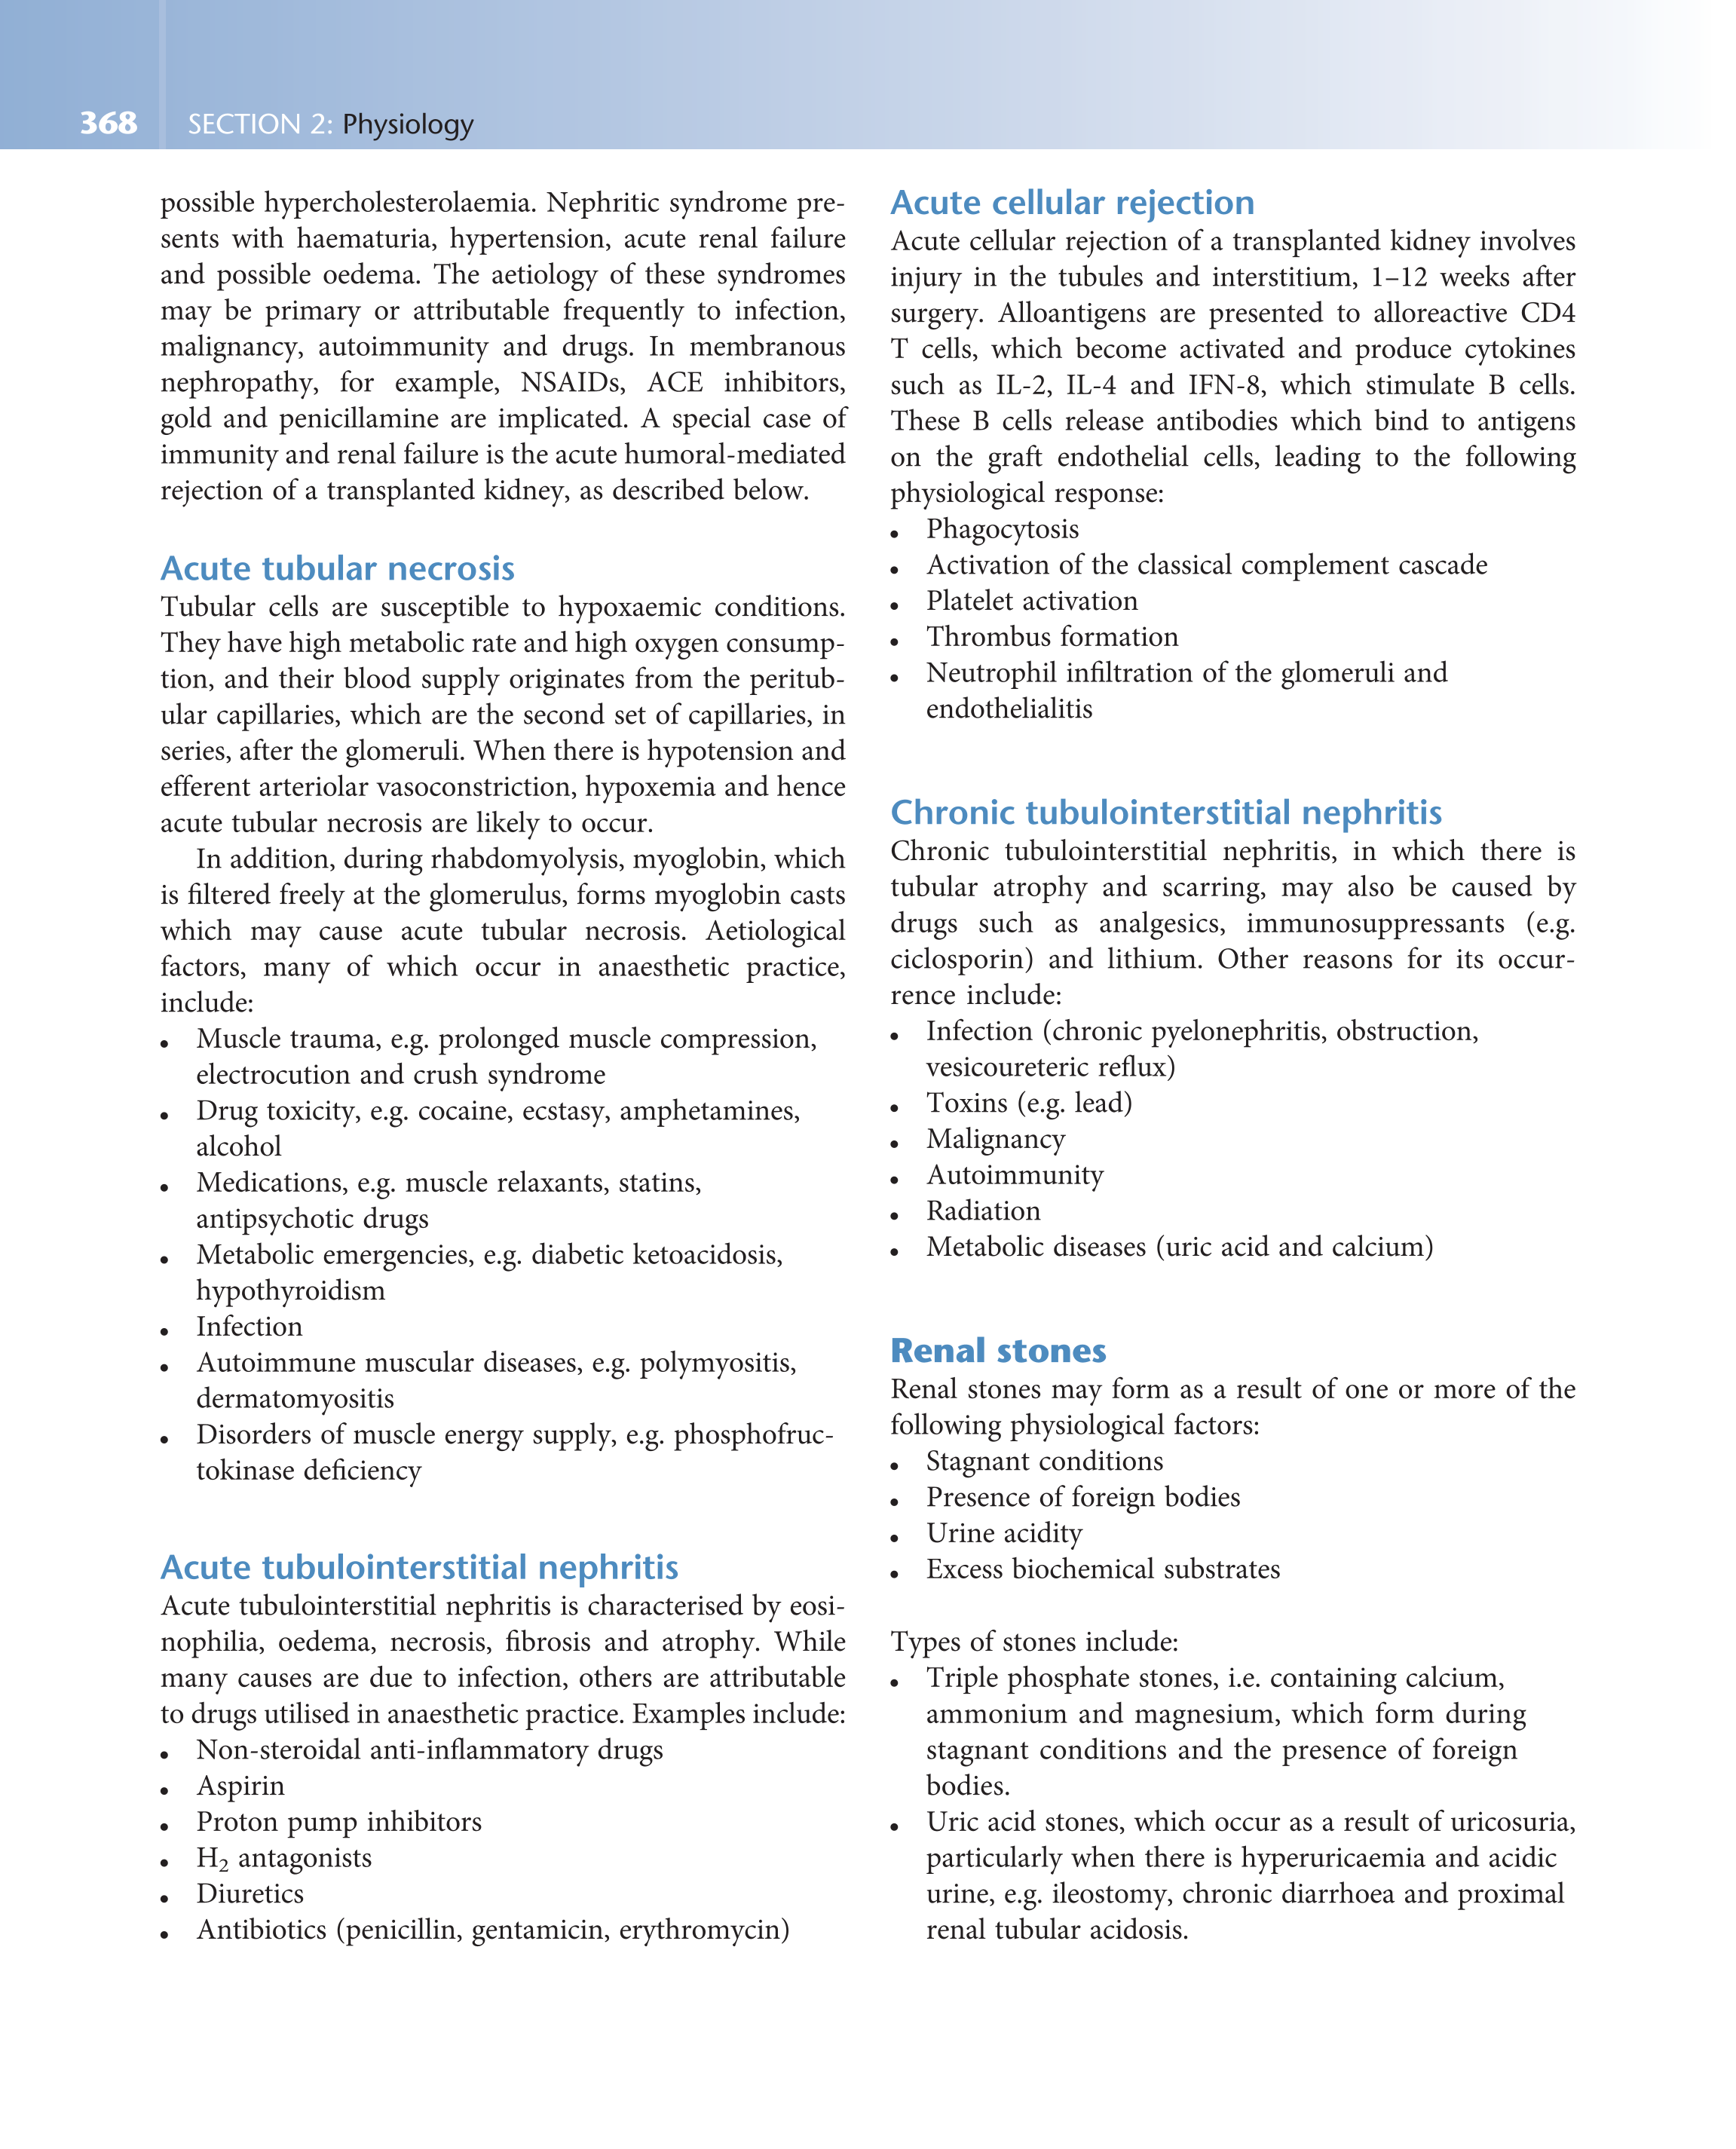 368 SECTION 2: Physiology
possible hypercholesterolaemia. Nephritic syndrome pre-
sents with haematuria, hypertension, acute renal failure
and possible oedema. The aetiology of these syndromes
may be primary or attributable frequently to infection,
malignancy, autoimmunity and drugs. In membranous
nephropathy, for example, NSAIDs, ACE inhibitors,
gold and penicillamine are implicated. A special case of
immunity and renal failure is the acute humoral-mediated
rejection of a transplanted kidney, as described below.
Acute tubular necrosis
Tubular cells are susceptible to hypoxaemic conditions.
They have high metabolic rate and high oxygen consump-
tion, and their blood supply originates from the peritub-
ular capillaries, which are the second set of capillaries, in
series, after the glomeruli. When there is hypotension and
efferent arteriolar vasoconstriction, hypoxemia and hence
acute tubular necrosis are likely to occur.
In addition, during rhabdomyolysis, myoglobin, which
is filtered freely at the glomerulus, forms myoglobin casts
which may cause acute tubular necrosis. Aetiological
factors, many of which occur in anaesthetic practice,
include:
• Muscle trauma, e.g. prolonged muscle compression,
electrocution and crush syndrome
• Drug toxicity, e.g. cocaine, ecstasy, amphetamines,
alcohol
• Medications, e.g. muscle relaxants, statins,
antipsychotic drugs
• Metabolic emergencies, e.g. diabetic ketoacidosis,
hypothyroidism
• Infection
• Autoimmune muscular diseases, e.g. polymyositis,
dermatomyositis
• Disorders of muscle energy supply, e.g. phosphofruc-
tokinase deficiency
Acute tubulointerstitial nephritis
Acute tubulointerstitial nephritis is characterised by eosi-
nophilia, oedema, necrosis, fibrosis and atrophy. While
many causes are due to infection, others are attributable
to drugs utilised in anaesthetic practice. Examples include:
• Non-steroidal anti-inflammatory drugs
• Aspirin
• Proton pump inhibitors
• H₂ antagonists
• Diuretics
• Antibiotics (penicillin, gentamicin, erythromycin)
Acute cellular rejection
Acute cellular rejection of a transplanted kidney involves
injury in the tubules and interstitium, 1–12 weeks after
surgery. Alloantigens are presented to alloreactive CD4
T cells, which become activated and produce cytokines
such as IL-2, IL-4 and IFN-8, which stimulate B cells.
These B cells release antibodies which bind to antigens
on the graft endothelial cells, leading to the following
physiological response:
• Phagocytosis
• Activation of the classical complement cascade
• Platelet activation
• Thrombus formation
• Neutrophil infiltration of the glomeruli and
endothelialitis
Chronic tubulointerstitial nephritis
Chronic tubulointerstitial nephritis, in which there is
tubular atrophy and scarring, may also be caused by
drugs such as analgesics, immunosuppressants (e.g.
ciclosporin) and lithium. Other reasons for its occur-
rence include:
• Infection (chronic pyelonephritis, obstruction,
vesicoureteric reflux)
• Toxins (e.g. lead)
• Malignancy
• Autoimmunity
• Radiation
• Metabolic diseases (uric acid and calcium)
Renal stones
Renal stones may form as a result of one or more of the
following physiological factors:
• Stagnant conditions
• Presence of foreign bodies
• Urine acidity
• Excess biochemical substrates
Types of stones include:
• Triple phosphate stones, i.e. containing calcium,
ammonium and magnesium, which form during
stagnant conditions and the presence of foreign
bodies.
• Uric acid stones, which occur as a result of uricosuria,
particularly when there is hyperuricaemia and acidic
urine, e.g. ileostomy, chronic diarrhoea and proximal
renal tubular acidosis.